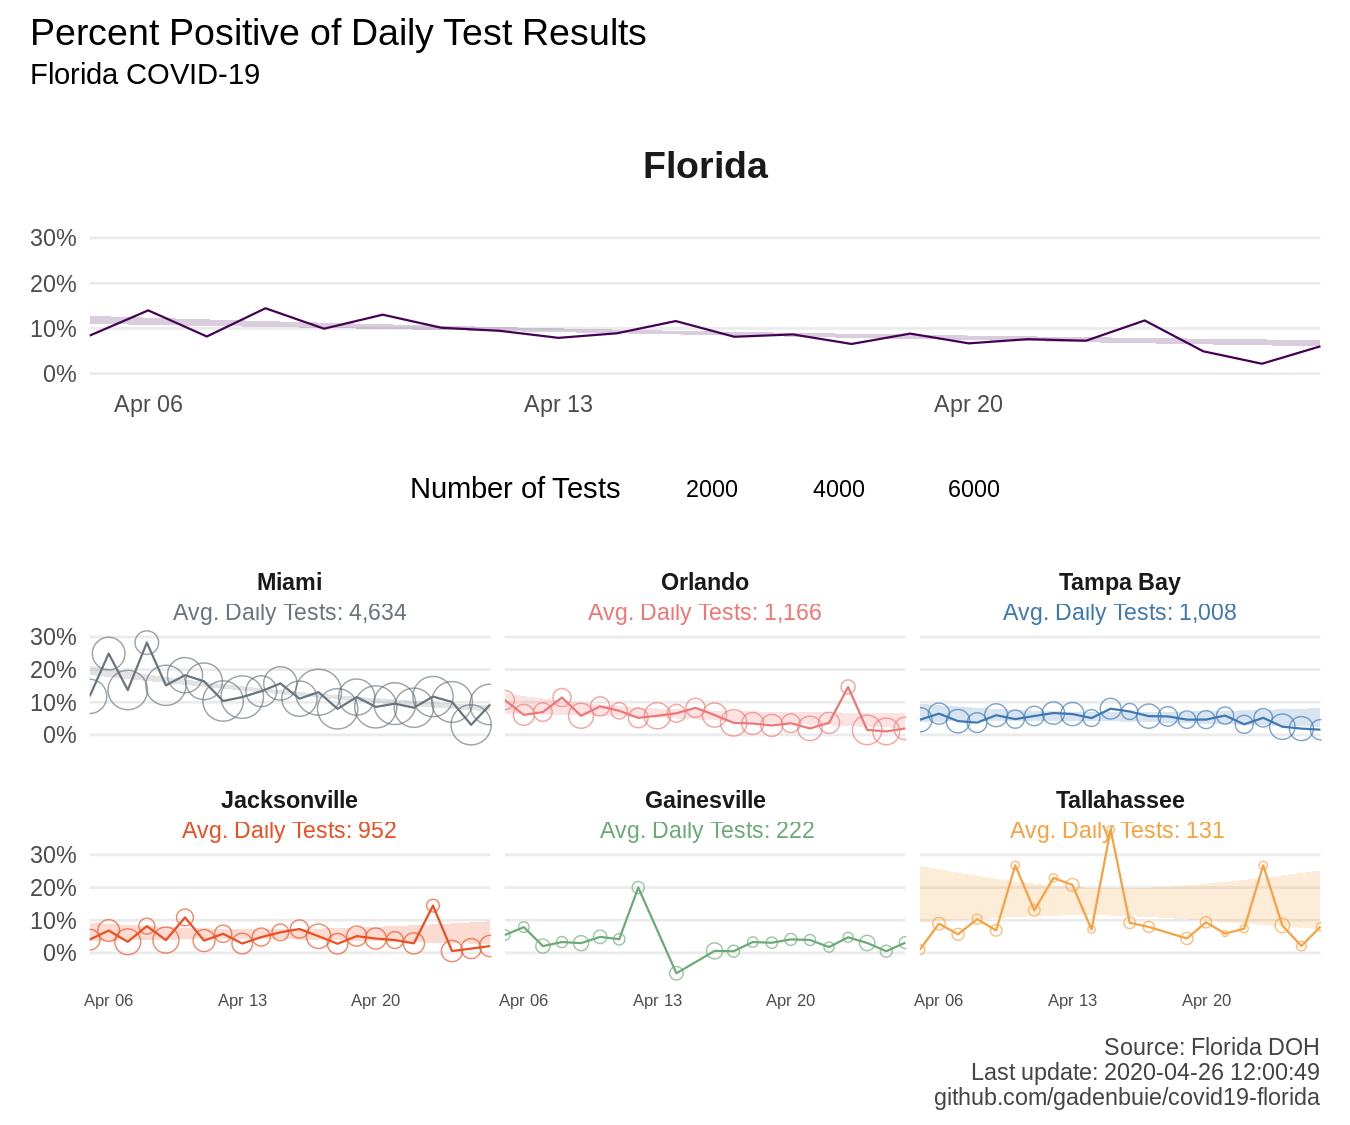 Percent Positive of Daily Test Results
Florida COVID-19
Florida
30%
20%
10%
0%
Apr 06 Apr 13 Apr 20
Number of Tests 2000 4000 6000
Miami Orlando Tampa Bay
Avg. Daily Tests: 4,634 Avg. Daily Tests: 1,166 Avg. Daily Tests: 1,008
30%
20%
10%
0%
Jacksonville Gainesville Tallahassee
Avg. Daily Tests: 952 Avg. Daily Tests: 222 Avg. Daily Tests: 131
30%
20%
10%
0%
Apr 06 Apr 13 Apr 20 Apr 06 Apr 13 Apr 20 Apr 06 Apr 13 Apr 20
Source: Florida DOH
Last update: 2020-04-26 12:00:49
github.com/gadenbuie/covid19-florida